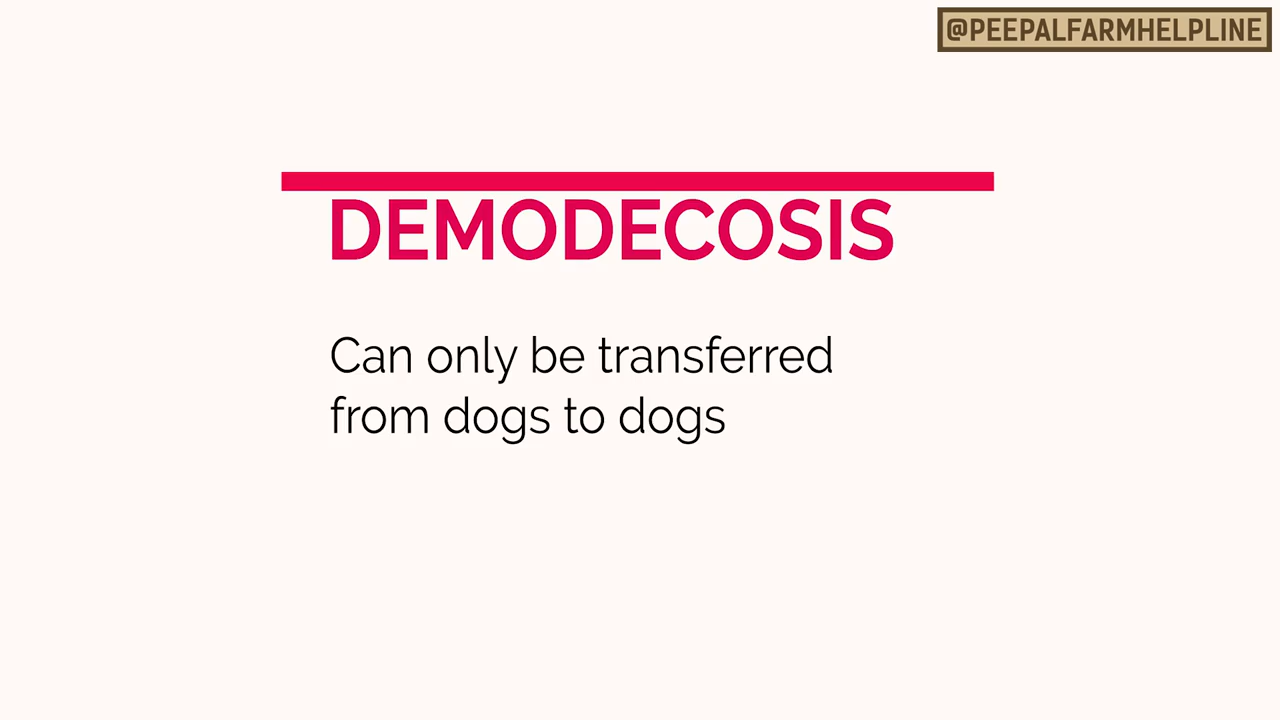 @PEEPALFARMHELPLINE
DEMODECOSIS
Can only be transferred
from dogs to dogs